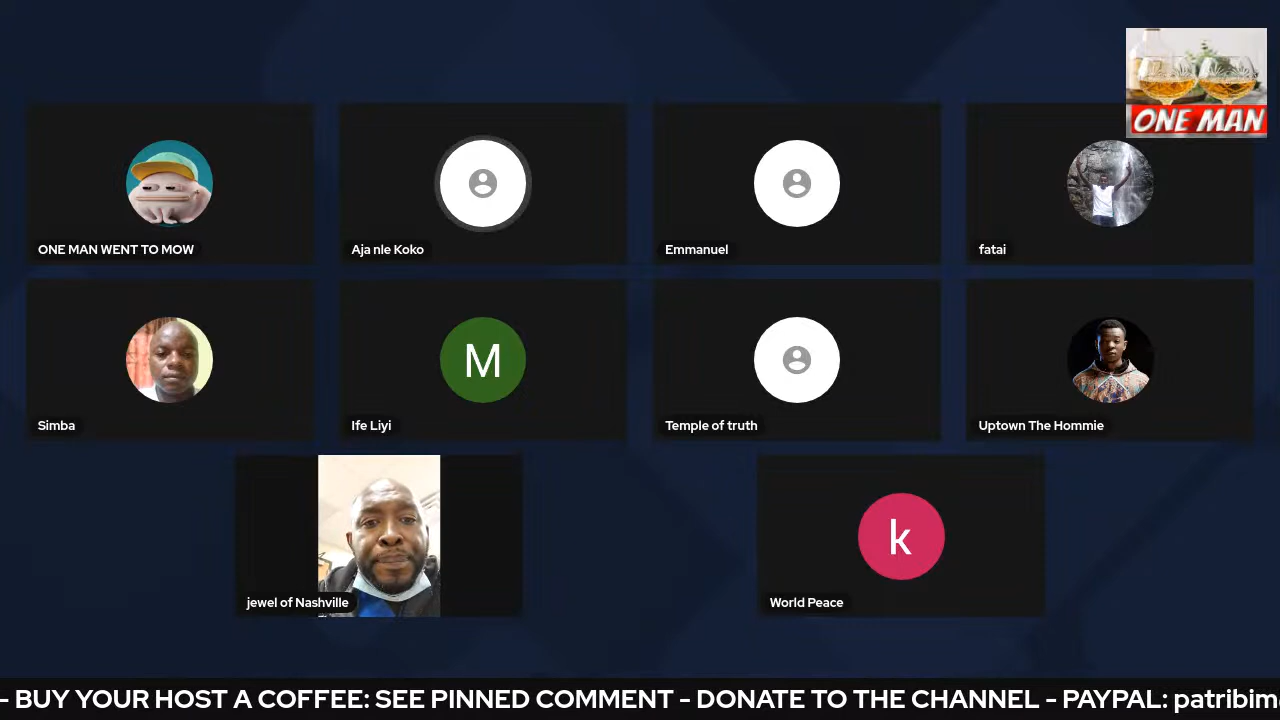 ONE MAN
ONE MAN WENT TO MOW
Aja nle Koko
Emmanuel
fatai
Simba
M
Ife Liyi
Temple of truth
Uptown The Hommie
jewel of Nashville
k
World Peace
- BUY YOUR HOST A COFFEE: SEE PINNED COMMENT - DONATE TO THE CHANNEL - PAYPAL: patribim